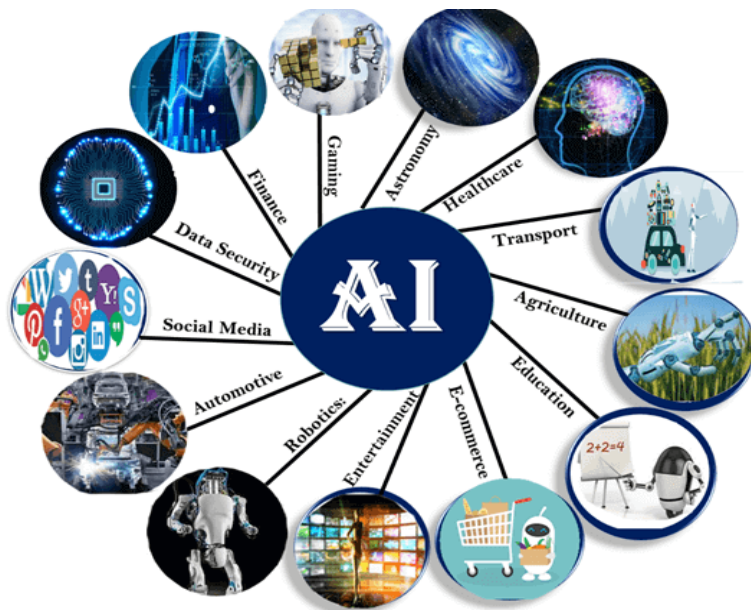 Gaming
Astronomy
Healthcare
Transport
Agriculture
Education
E-commerce
Entertainment
Robotics:
Automotive
Social Media
Data Security
Finance
AI
2+2=4
W
t
Y!
S
g+
P
f
in